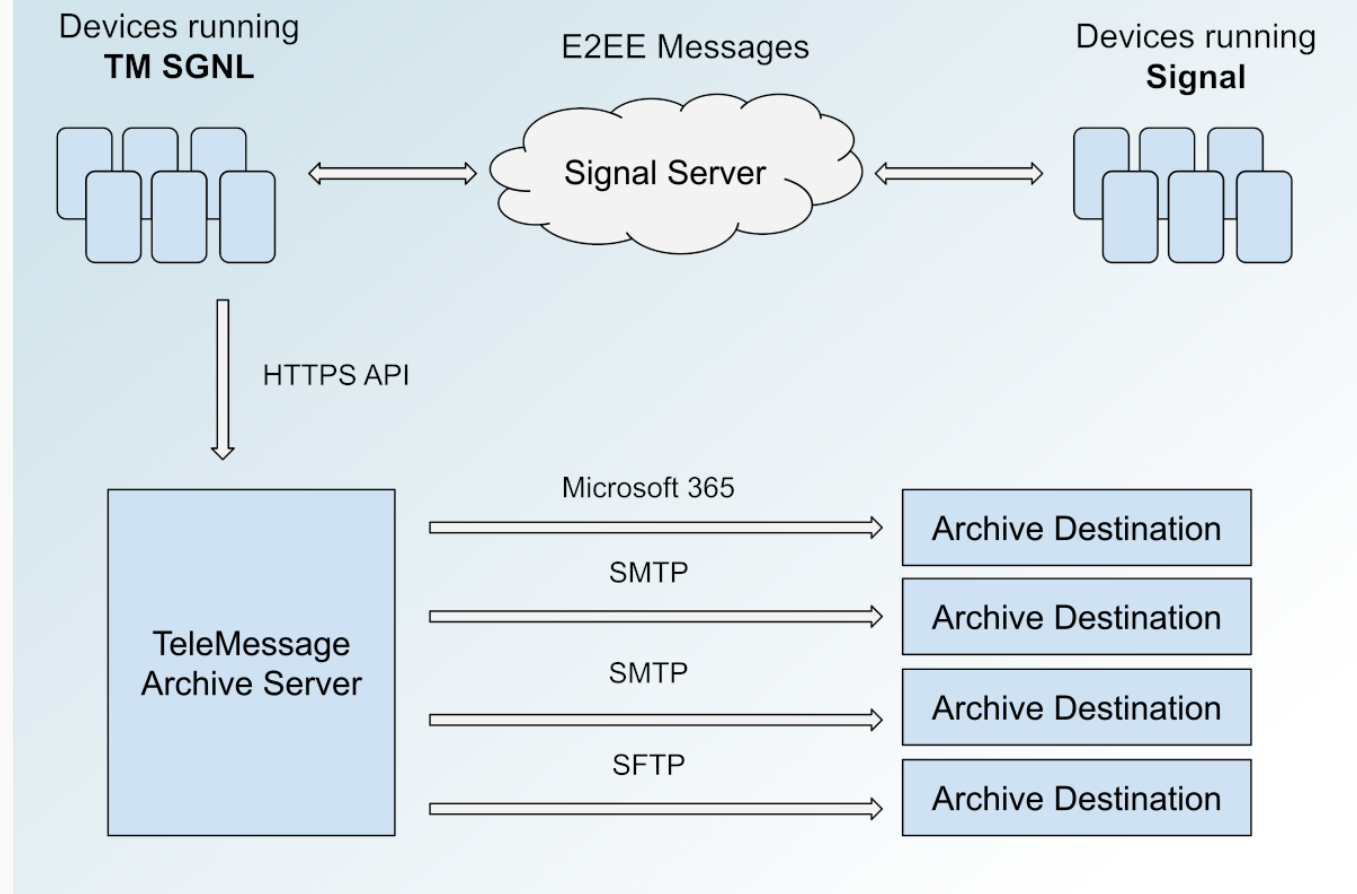 Devices running
TM SGNL
E2EE Messages
Devices running
Signal
Signal Server
HTTPS API
Microsoft 365
Archive Destination
SMTP
Archive Destination
TeleMessage
Archive Server
SMTP
Archive Destination
SFTP
Archive Destination